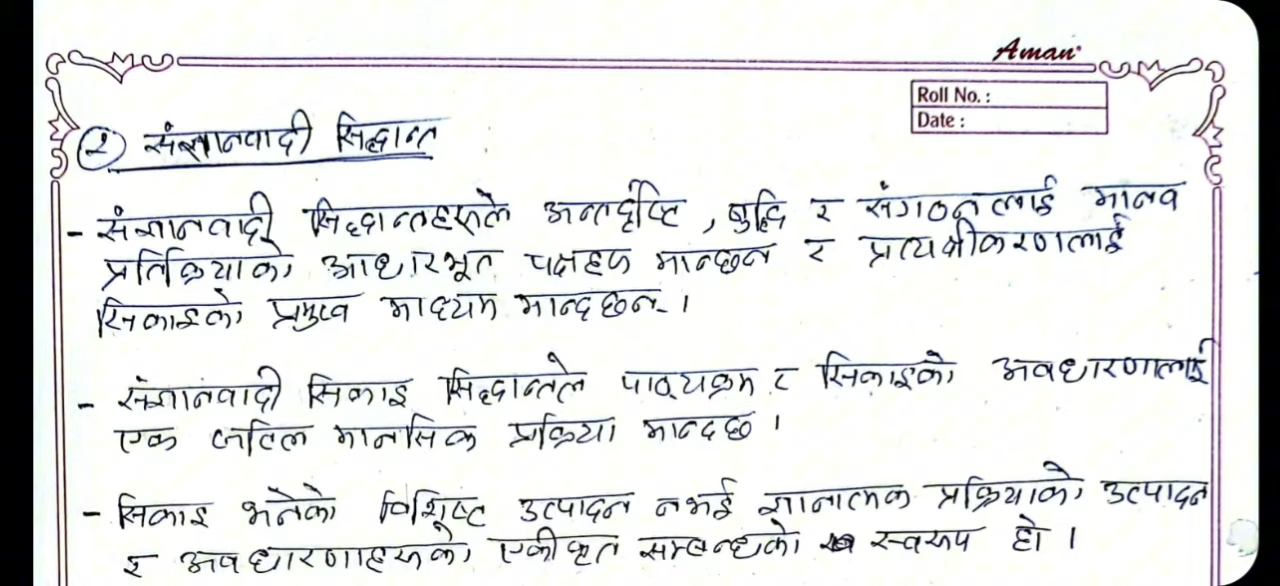 Aman
Roll No. :
Date :
२ संज्ञानवादी सिद्धान्त
- संज्ञानवादी सिद्धान्तहरूले अन्तर्दृष्टि, बुद्धि र संगठनलाई मानव
प्रतिक्रियाको आधारभूत पक्षहरू मान्छन र प्रत्यक्षीकरणलाई
सिकाइको प्रमुख माध्यम मान्दछन् ।
- संज्ञानवादी सिकाइ सिद्धान्तले पाठ्यक्रम र सिकाइको अवधारणालाई
एक जटिल मानसिक प्रक्रिया मान्दछ ।
- सिकाइ भनेको विशिष्ट उत्पादन नभई ज्ञानात्मक प्रक्रियाको उत्पादन
र अवधारणाहरूको एकीकृत सम्बन्धको स्वरूप हो ।